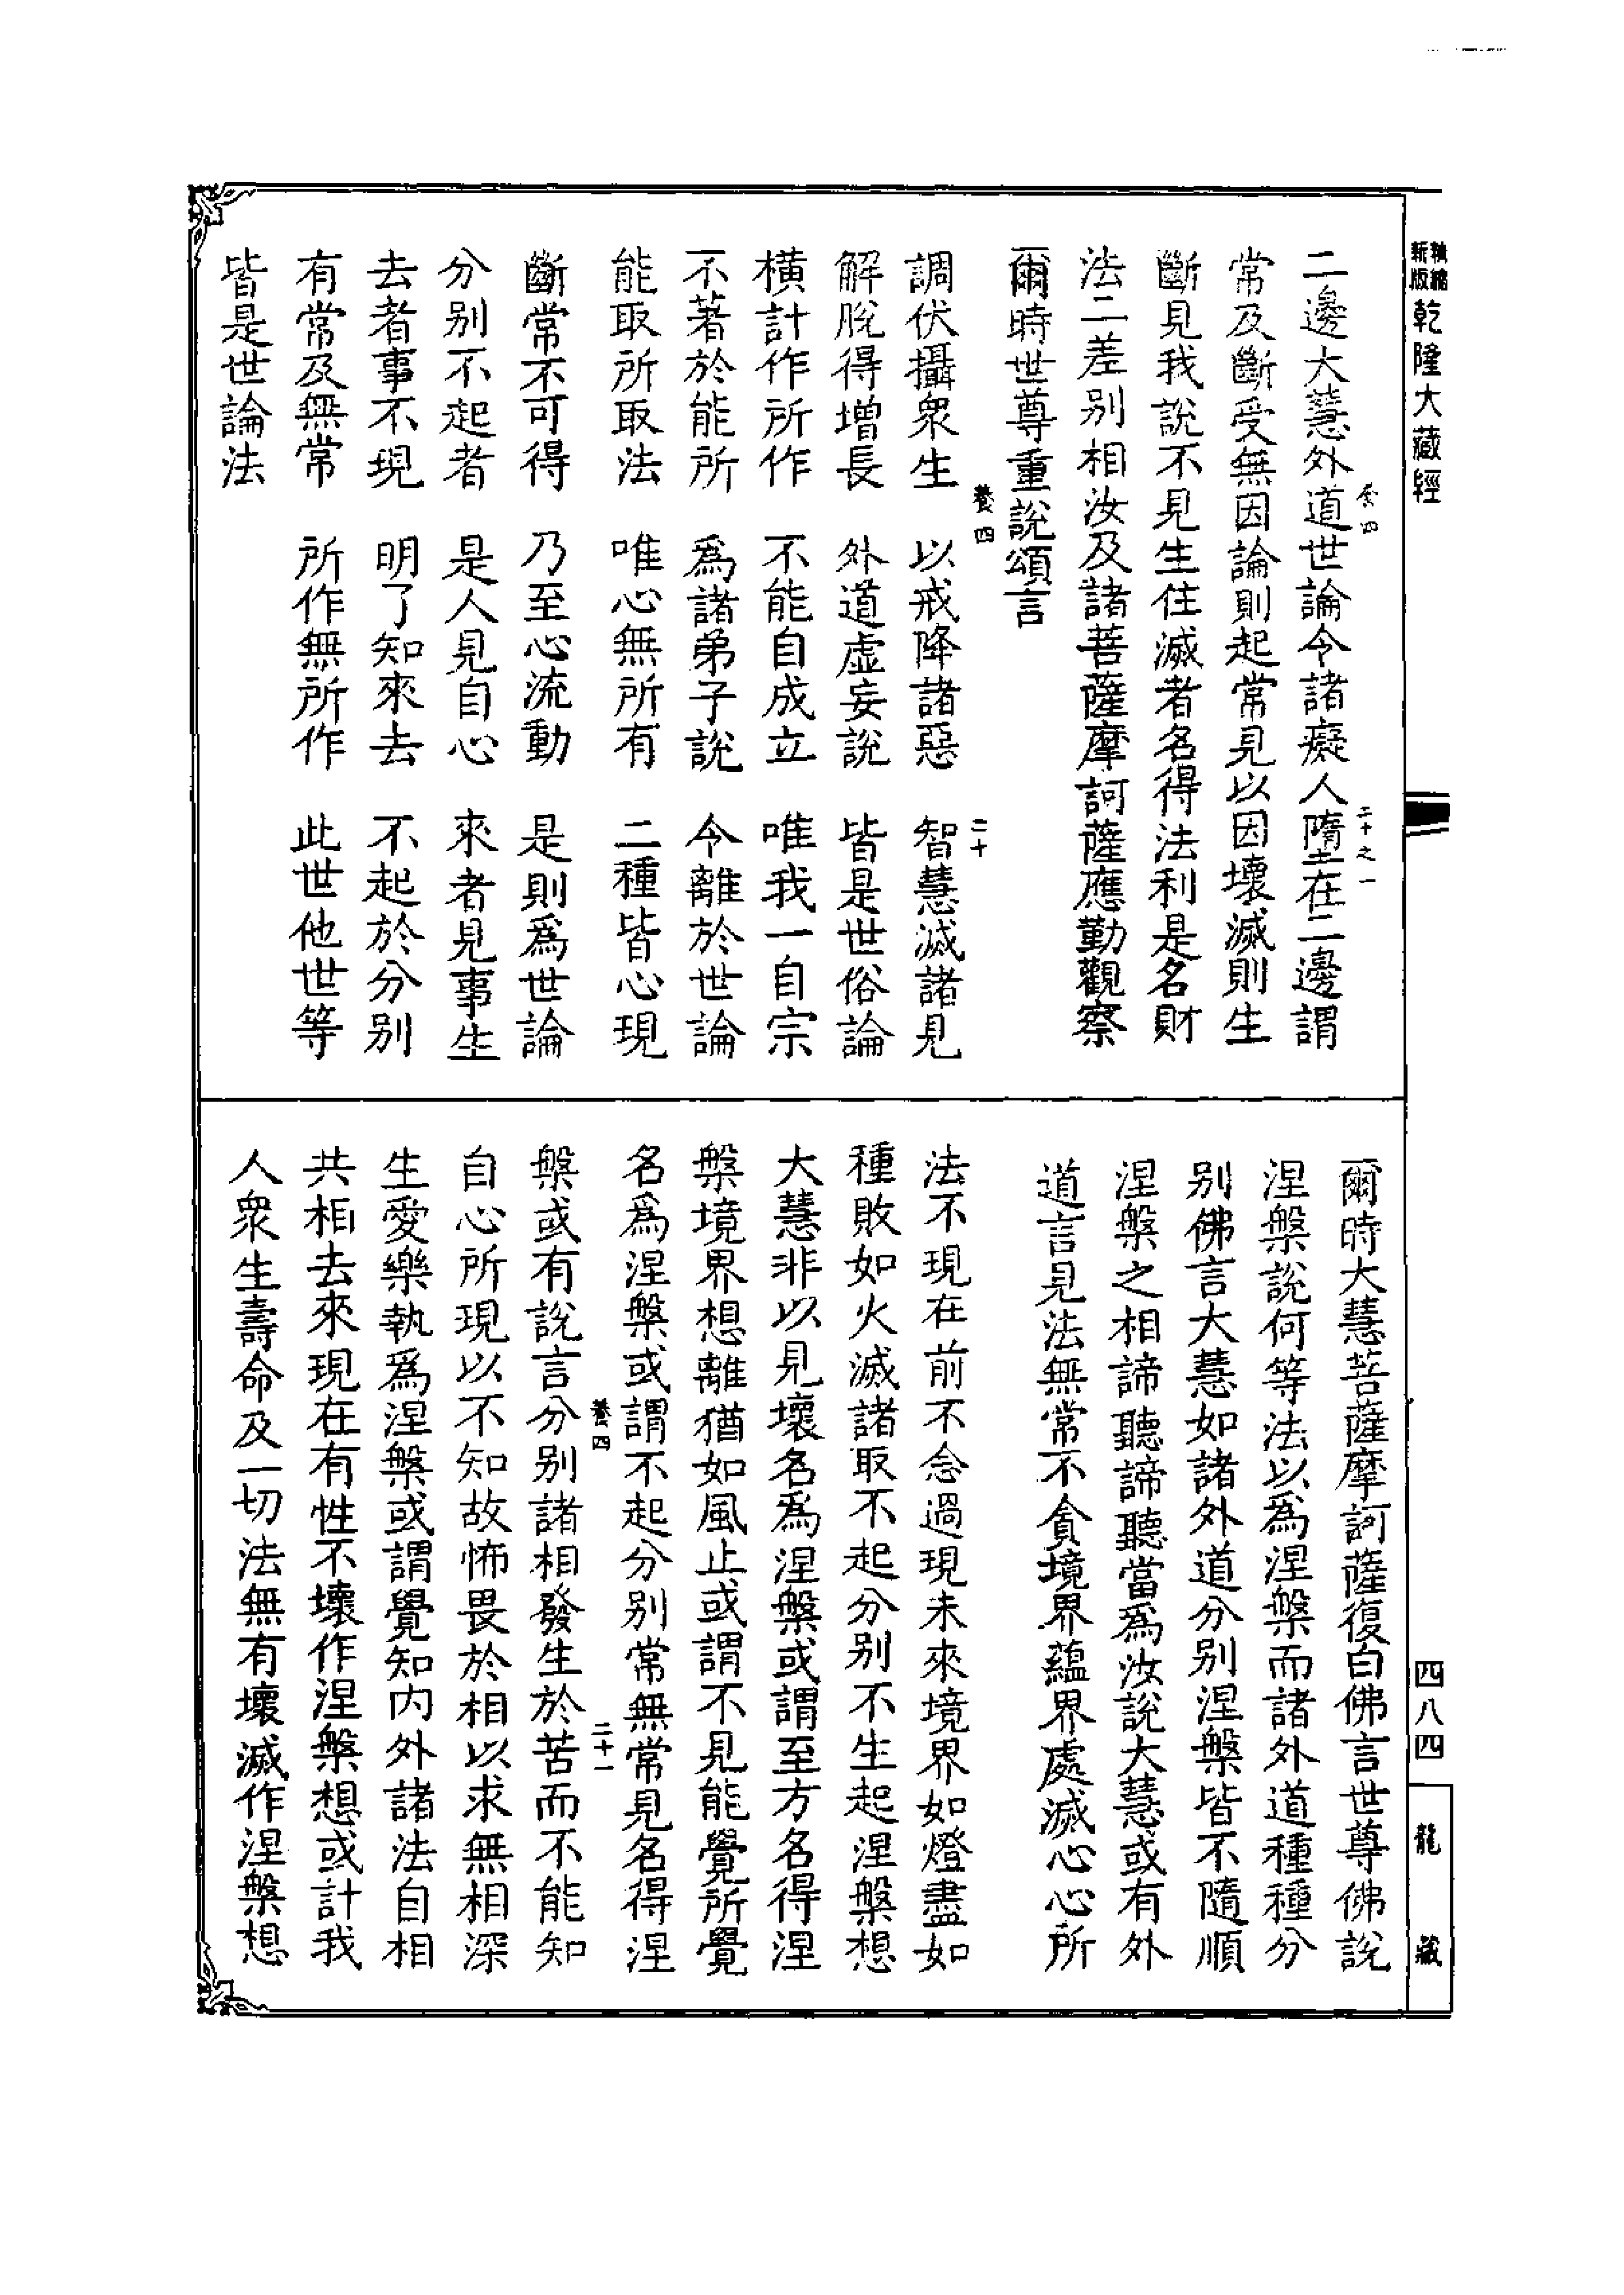 新版精縮
乾隆大藏經
二邊大慧外道世論令諸癡人墮在二邊謂
常及斷受無因論則起常見以因壞滅則生
斷見我說不見生住滅者名得法利是名財
法二差別相汝及諸菩薩摩訶薩應勤觀察
爾時世尊重說頌言
養四
二十
調伏攝眾生 以戒降諸惡 智慧滅諸見
解脫得增長 外道虛妄說 皆是世俗論
橫計作所作 不能自成立 唯我一自宗
不著於能所 為諸弟子說 令離於世論
能取所取法 唯心無所有 二種皆心現
斷常不可得 乃至心流動 是則為世論
分別不起者 是人見自心 來者見事生
去者事不現 明了知來去 不起於分別
有常及無常 所作無所作 此世他世等
皆是世論法
爾時大慧菩薩摩訶薩復白佛言世尊佛說
涅槃說何等法以為涅槃而諸外道種種分
別佛言大慧如諸外道分別涅槃皆不隨順
涅槃之相諦聽諦聽當為汝說大慧或有外
道言見法無常不貪境界蘊界處滅心心所
法不現在前不念過現未來境界如燈盡如
種敗如火滅諸取不起分別不生起涅槃想
大慧非以見壞名為涅槃或謂至方名得涅
槃境界想離猶如風止或謂不見能覺所覺
名為涅槃或謂不起分別常無常見名得涅
養四
二十一
槃或有說言分別諸相發生於苦而不能知
自心所現以不知故怖畏於相以求無相深
生愛樂執為涅槃或謂覺知內外諸法自相
共相去來現在有性不壞作涅槃想或計我
人眾生壽命及一切法無有壞滅作涅槃想
四八四
龍藏